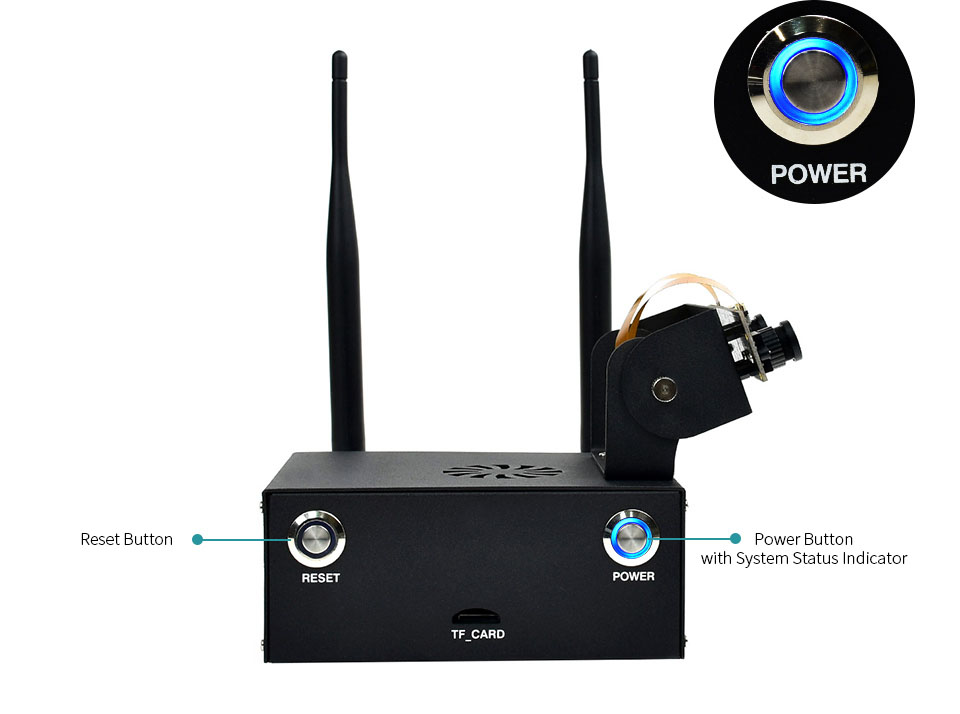 POWER
Reset Button
Power Button
with System Status Indicator
RESET
POWER
TF_CARD